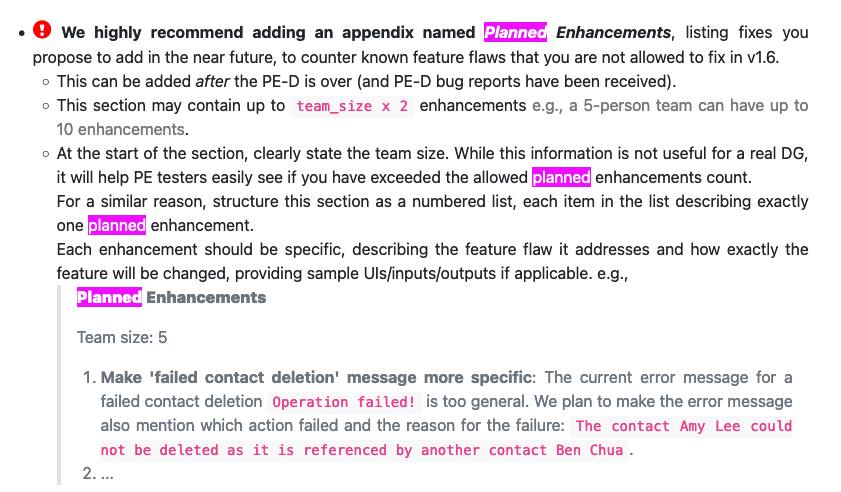 • ! We highly recommend adding an appendix named Planned Enhancements, listing fixes you
propose to add in the near future, to counter known feature flaws that you are not allowed to fix in v1.6.
○ This can be added after the PE-D is over (and PE-D bug reports have been received).
○ This section may contain up to team_size x 2 enhancements e.g., a 5-person team can have up to
10 enhancements.
○ At the start of the section, clearly state the team size. While this information is not useful for a real DG,
it will help PE testers easily see if you have exceeded the allowed planned enhancements count.
For a similar reason, structure this section as a numbered list, each item in the list describing exactly
one planned enhancement.
Each enhancement should be specific, describing the feature flaw it addresses and how exactly the
feature will be changed, providing sample UIs/inputs/outputs if applicable. e.g.,
Planned Enhancements
Team size: 5
1. Make 'failed contact deletion' message more specific: The current error message for a
failed contact deletion Operation failed! is too general. We plan to make the error message
also mention which action failed and the reason for the failure: The contact Amy Lee could
not be deleted as it is referenced by another contact Ben Chua.
2. ...